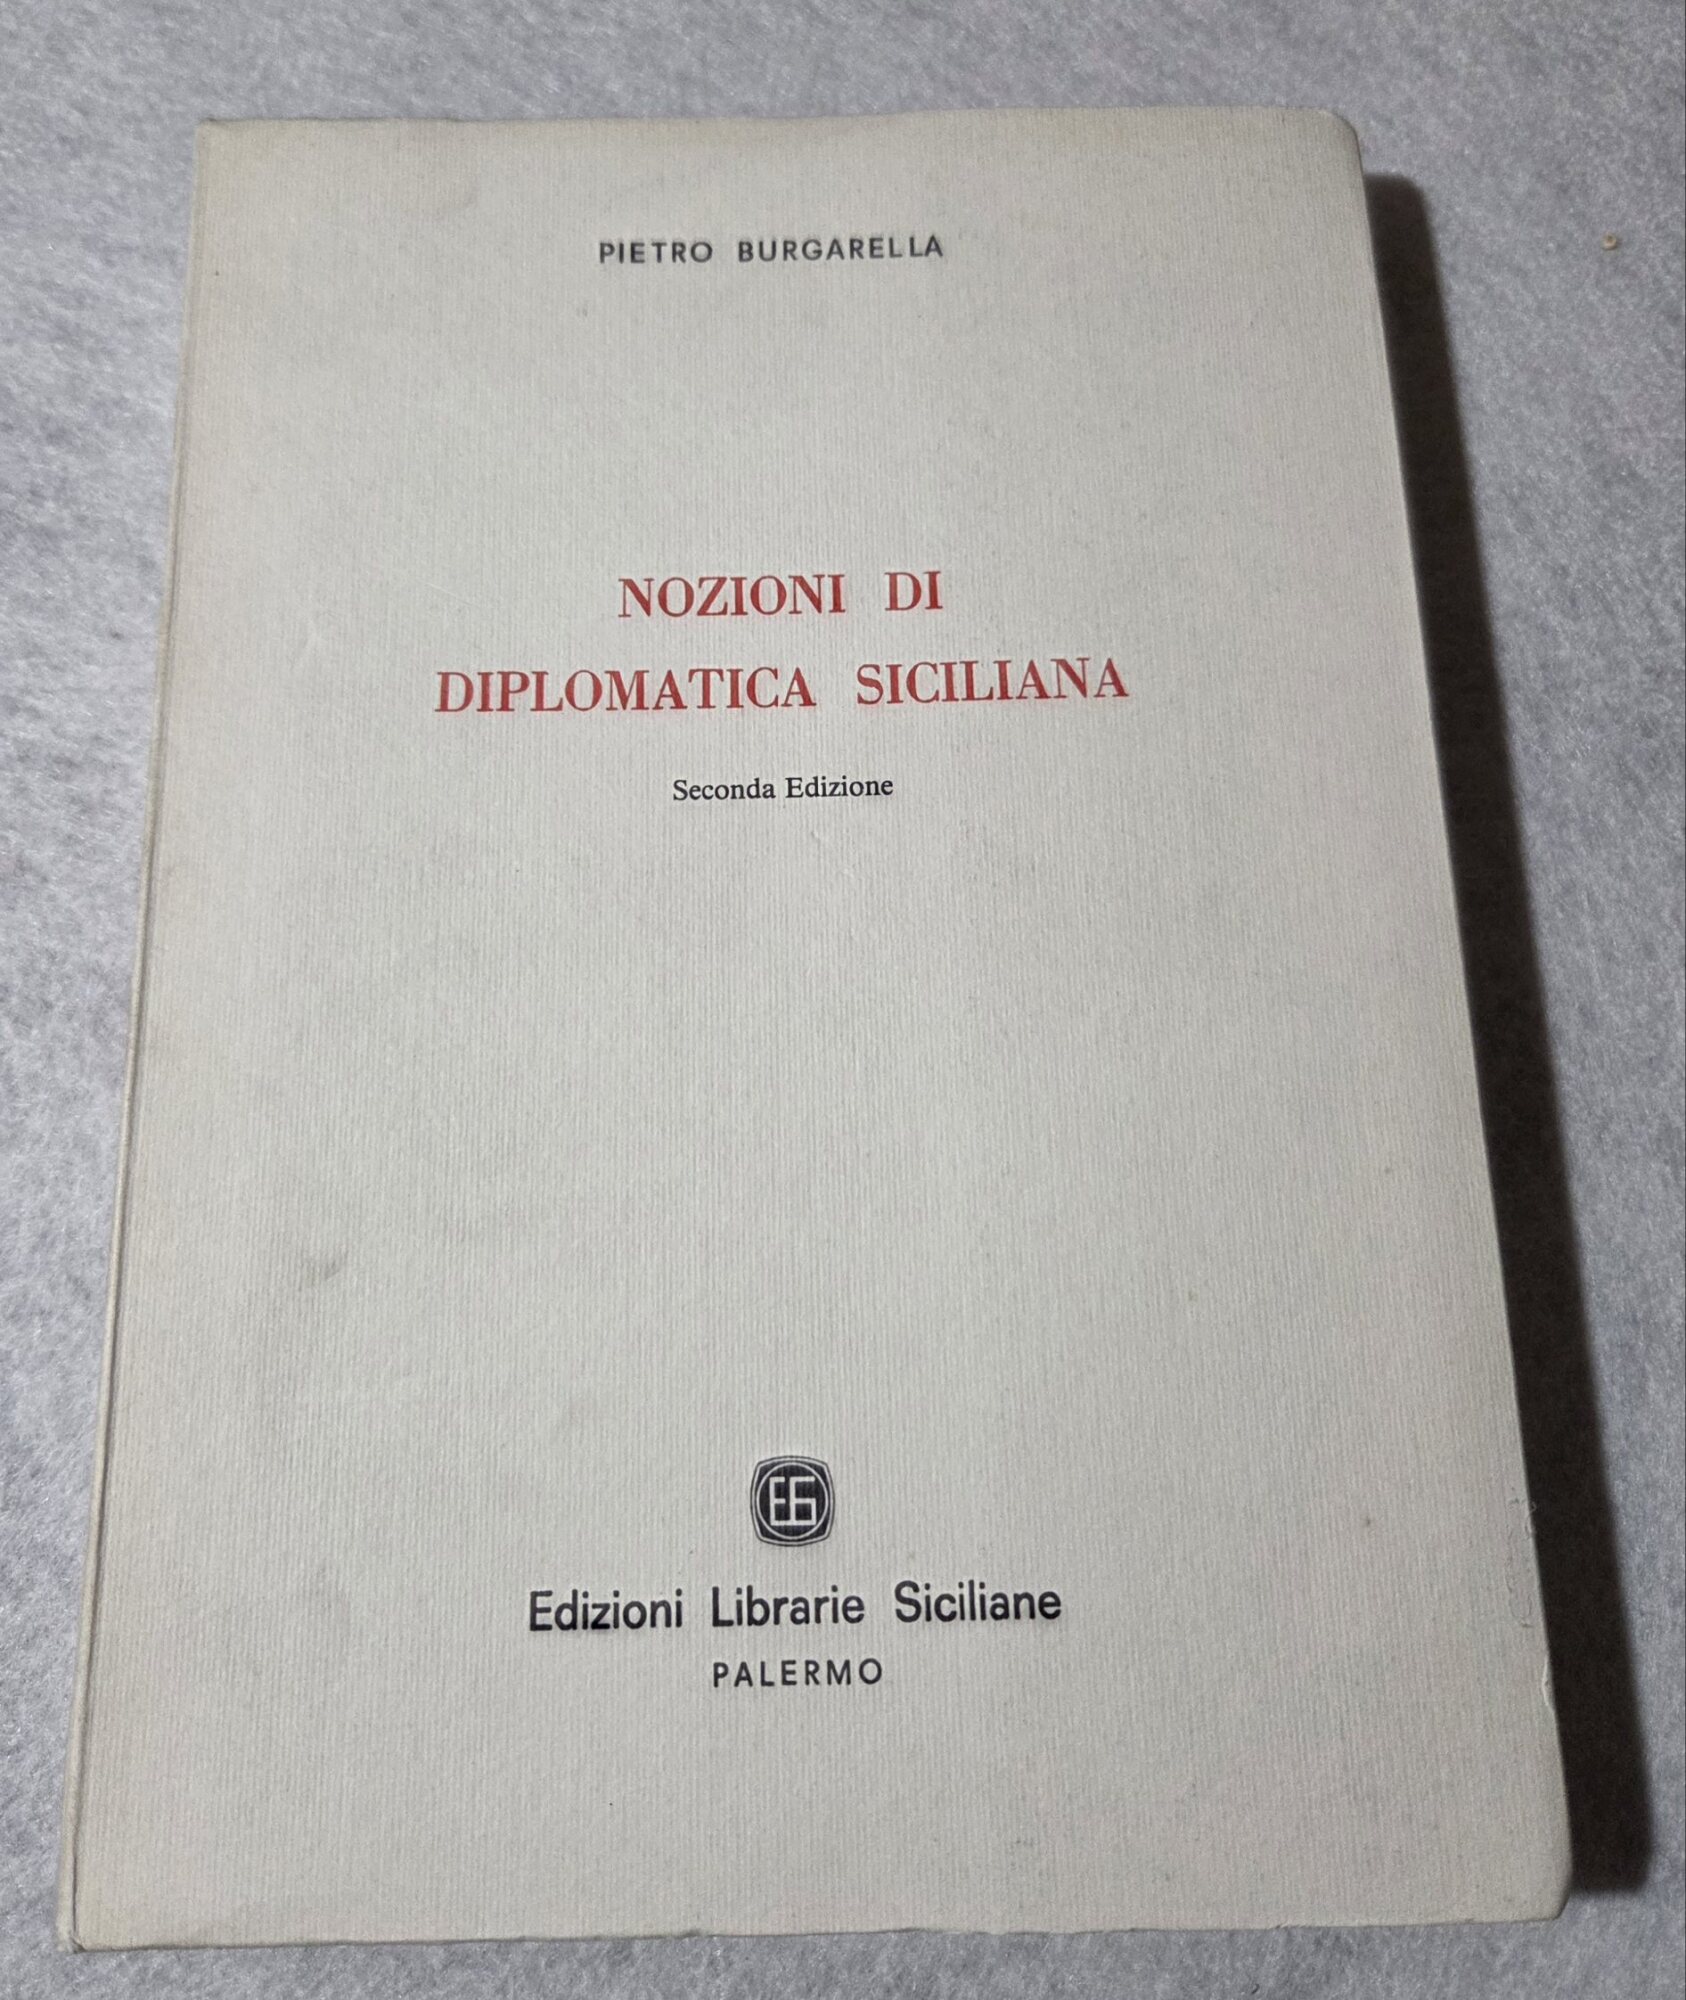 PIETRO BURGARELLA
NOZIONI DI
DIPLOMATICA SICILIANA
Seconda Edizione
Edizioni Librarie Siciliane
PALERMO